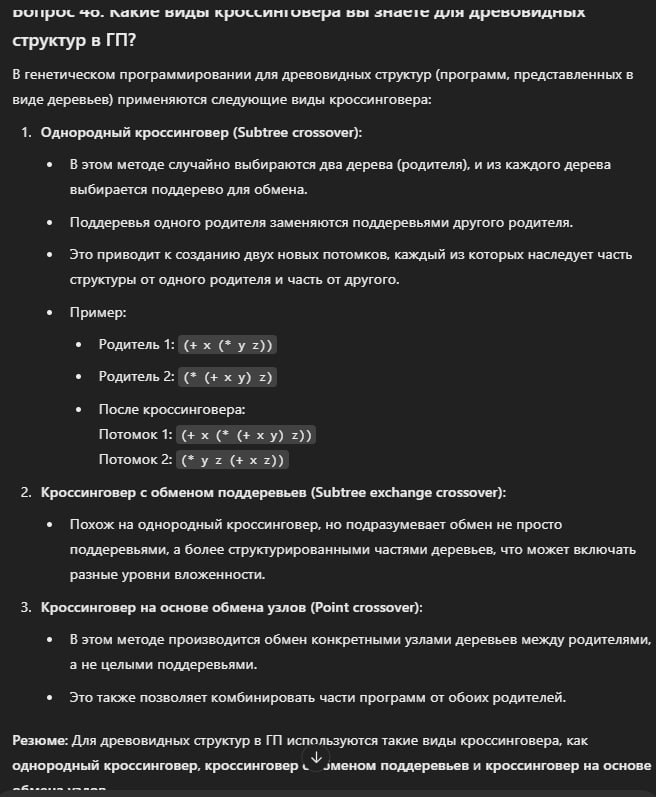 Вопрос 46. Какие виды кроссинговера вы знаете для древовидных
структур в ГП?
В генетическом программировании для древовидных структур (программ, представленных в
виде деревьев) применяются следующие виды кроссинговера:
1. Однородный кроссинговер (Subtree crossover):
• В этом методе случайно выбираются два дерева (родителя), и из каждого дерева
выбирается поддерево для обмена.
• Поддеревья одного родителя заменяются поддеревьями другого родителя.
• Это приводит к созданию двух новых потомков, каждый из которых наследует часть
структуры от одного родителя и часть от другого.
• Пример:
• Родитель 1: (+ x (* y z))
• Родитель 2: (* (+ x y) z)
• После кроссинговера:
Потомок 1: (+ x (* (+ x y) z))
Потомок 2: (* y z (+ x z))
2. Кроссинговер с обменом поддеревьев (Subtree exchange crossover):
• Похож на однородный кроссинговер, но подразумевает обмен не просто
поддеревьями, а более структурированными частями деревьев, что может включать
разные уровни вложенности.
3. Кроссинговер на основе обмена узлов (Point crossover):
• В этом методе производится обмен конкретными узлами деревьев между родителями,
а не целыми поддеревьями.
• Это также позволяет комбинировать части программ от обоих родителей.
Резюме: Для древовидных структур в ГП используются такие виды кроссинговера, как
однородный кроссинговер, кроссинговер с обменом поддеревьев и кроссинговер на основе
обмена узлов.